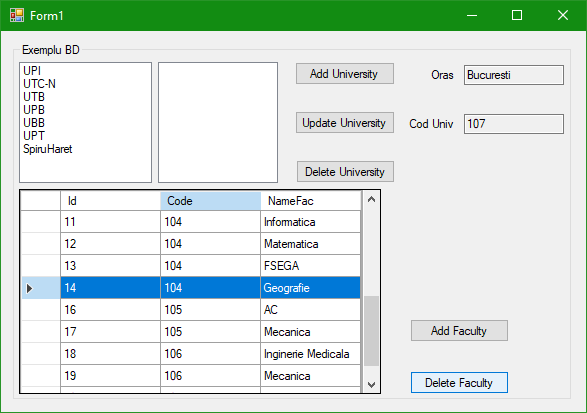 Form1
Exemplu BD
UPI
UTC-N
UTB
UPB
UBB
UPT
SpiruHaret
Add University
Update University
Delete University
Oras Bucuresti
Cod Univ 107
Id Code NameFac
11 104 Informatica
12 104 Matematica
13 104 FSEGA
14 104 Geografie
16 105 AC
17 105 Mecanica
18 106 Inginerie Medicala
19 106 Mecanica
Add Faculty
Delete Faculty